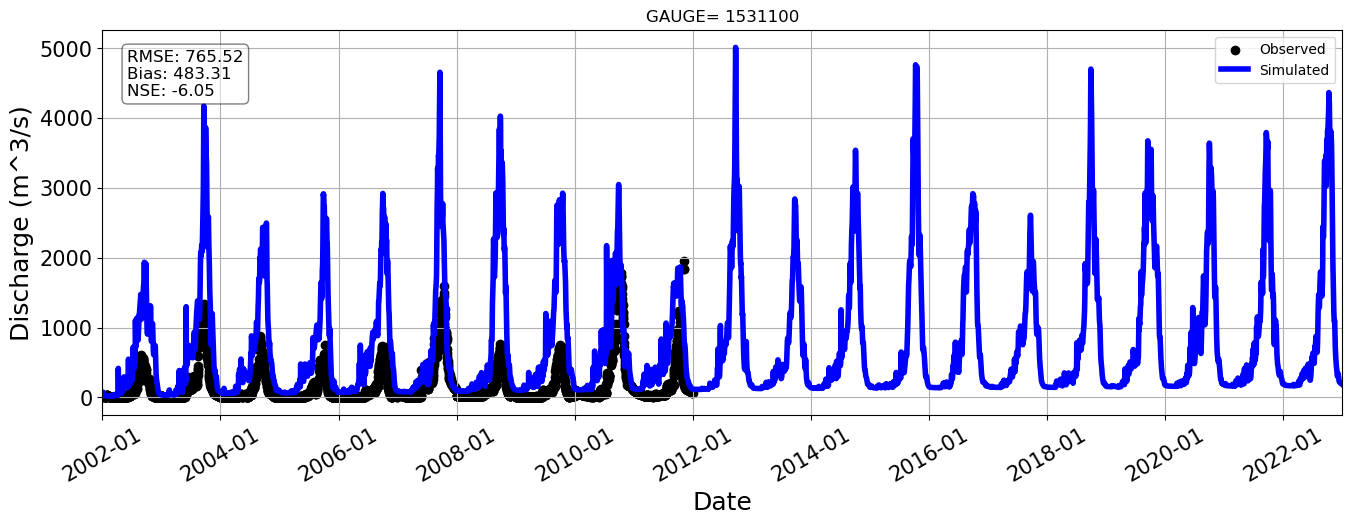 GAUGE= 1531100
RMSE: 765.52
Bias: 483.31
NSE: -6.05
Observed
Simulated
Discharge (m^3/s)
5000
4000
3000
2000
1000
0
2002-01
2004-01
2006-01
2008-01
2010-01
2012-01
2014-01
2016-01
2018-01
2020-01
2022-01
Date